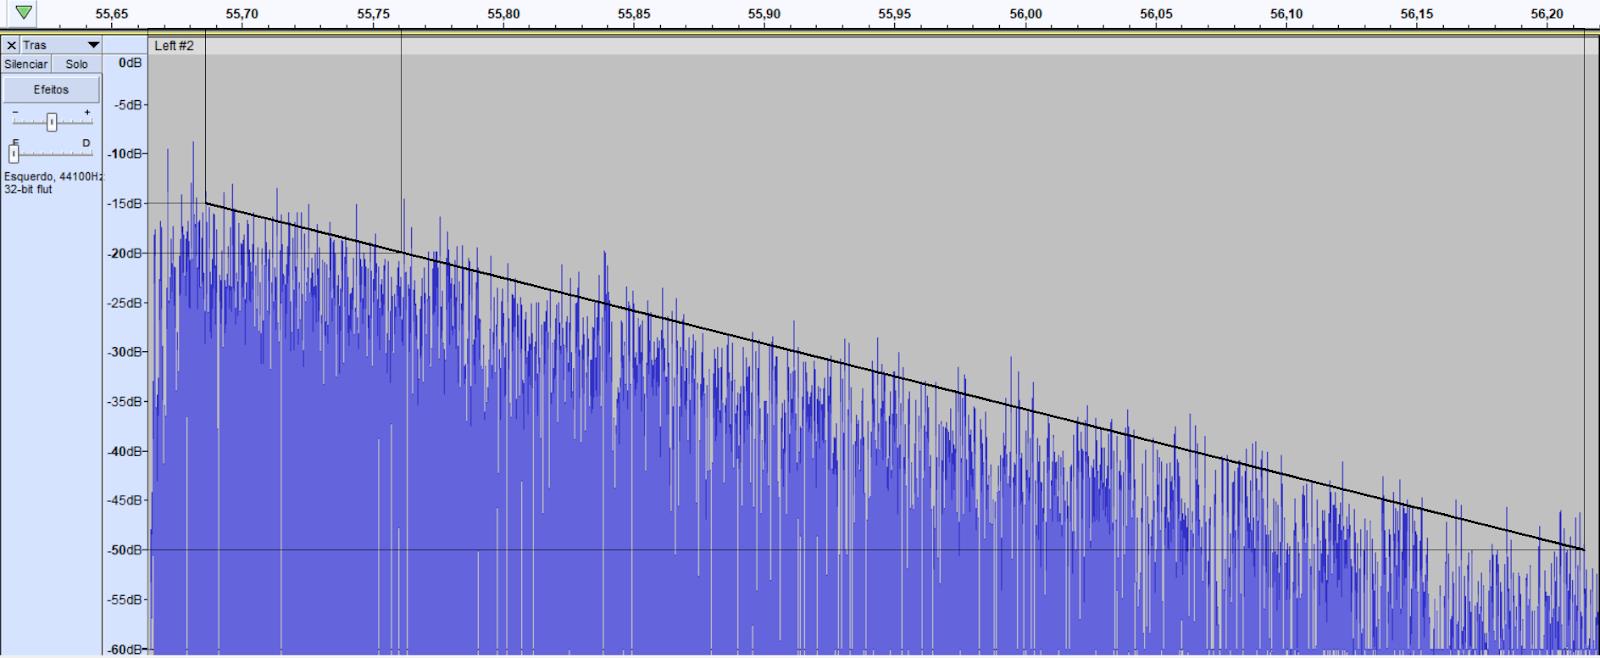 55,65 55,70 55,75 55,80 55,85 55,90 55,95 56,00 56,05 56,10 56,15 56,20
Tras
Left #2
Silenciar Solo
0dB
Efeitos
-5dB
- +
E D
-10dB
Esquerdo, 44100Hz
32-bit flut
-15dB
-20dB
-25dB
-30dB
-35dB
-40dB
-45dB
-50dB
-55dB
-60dB